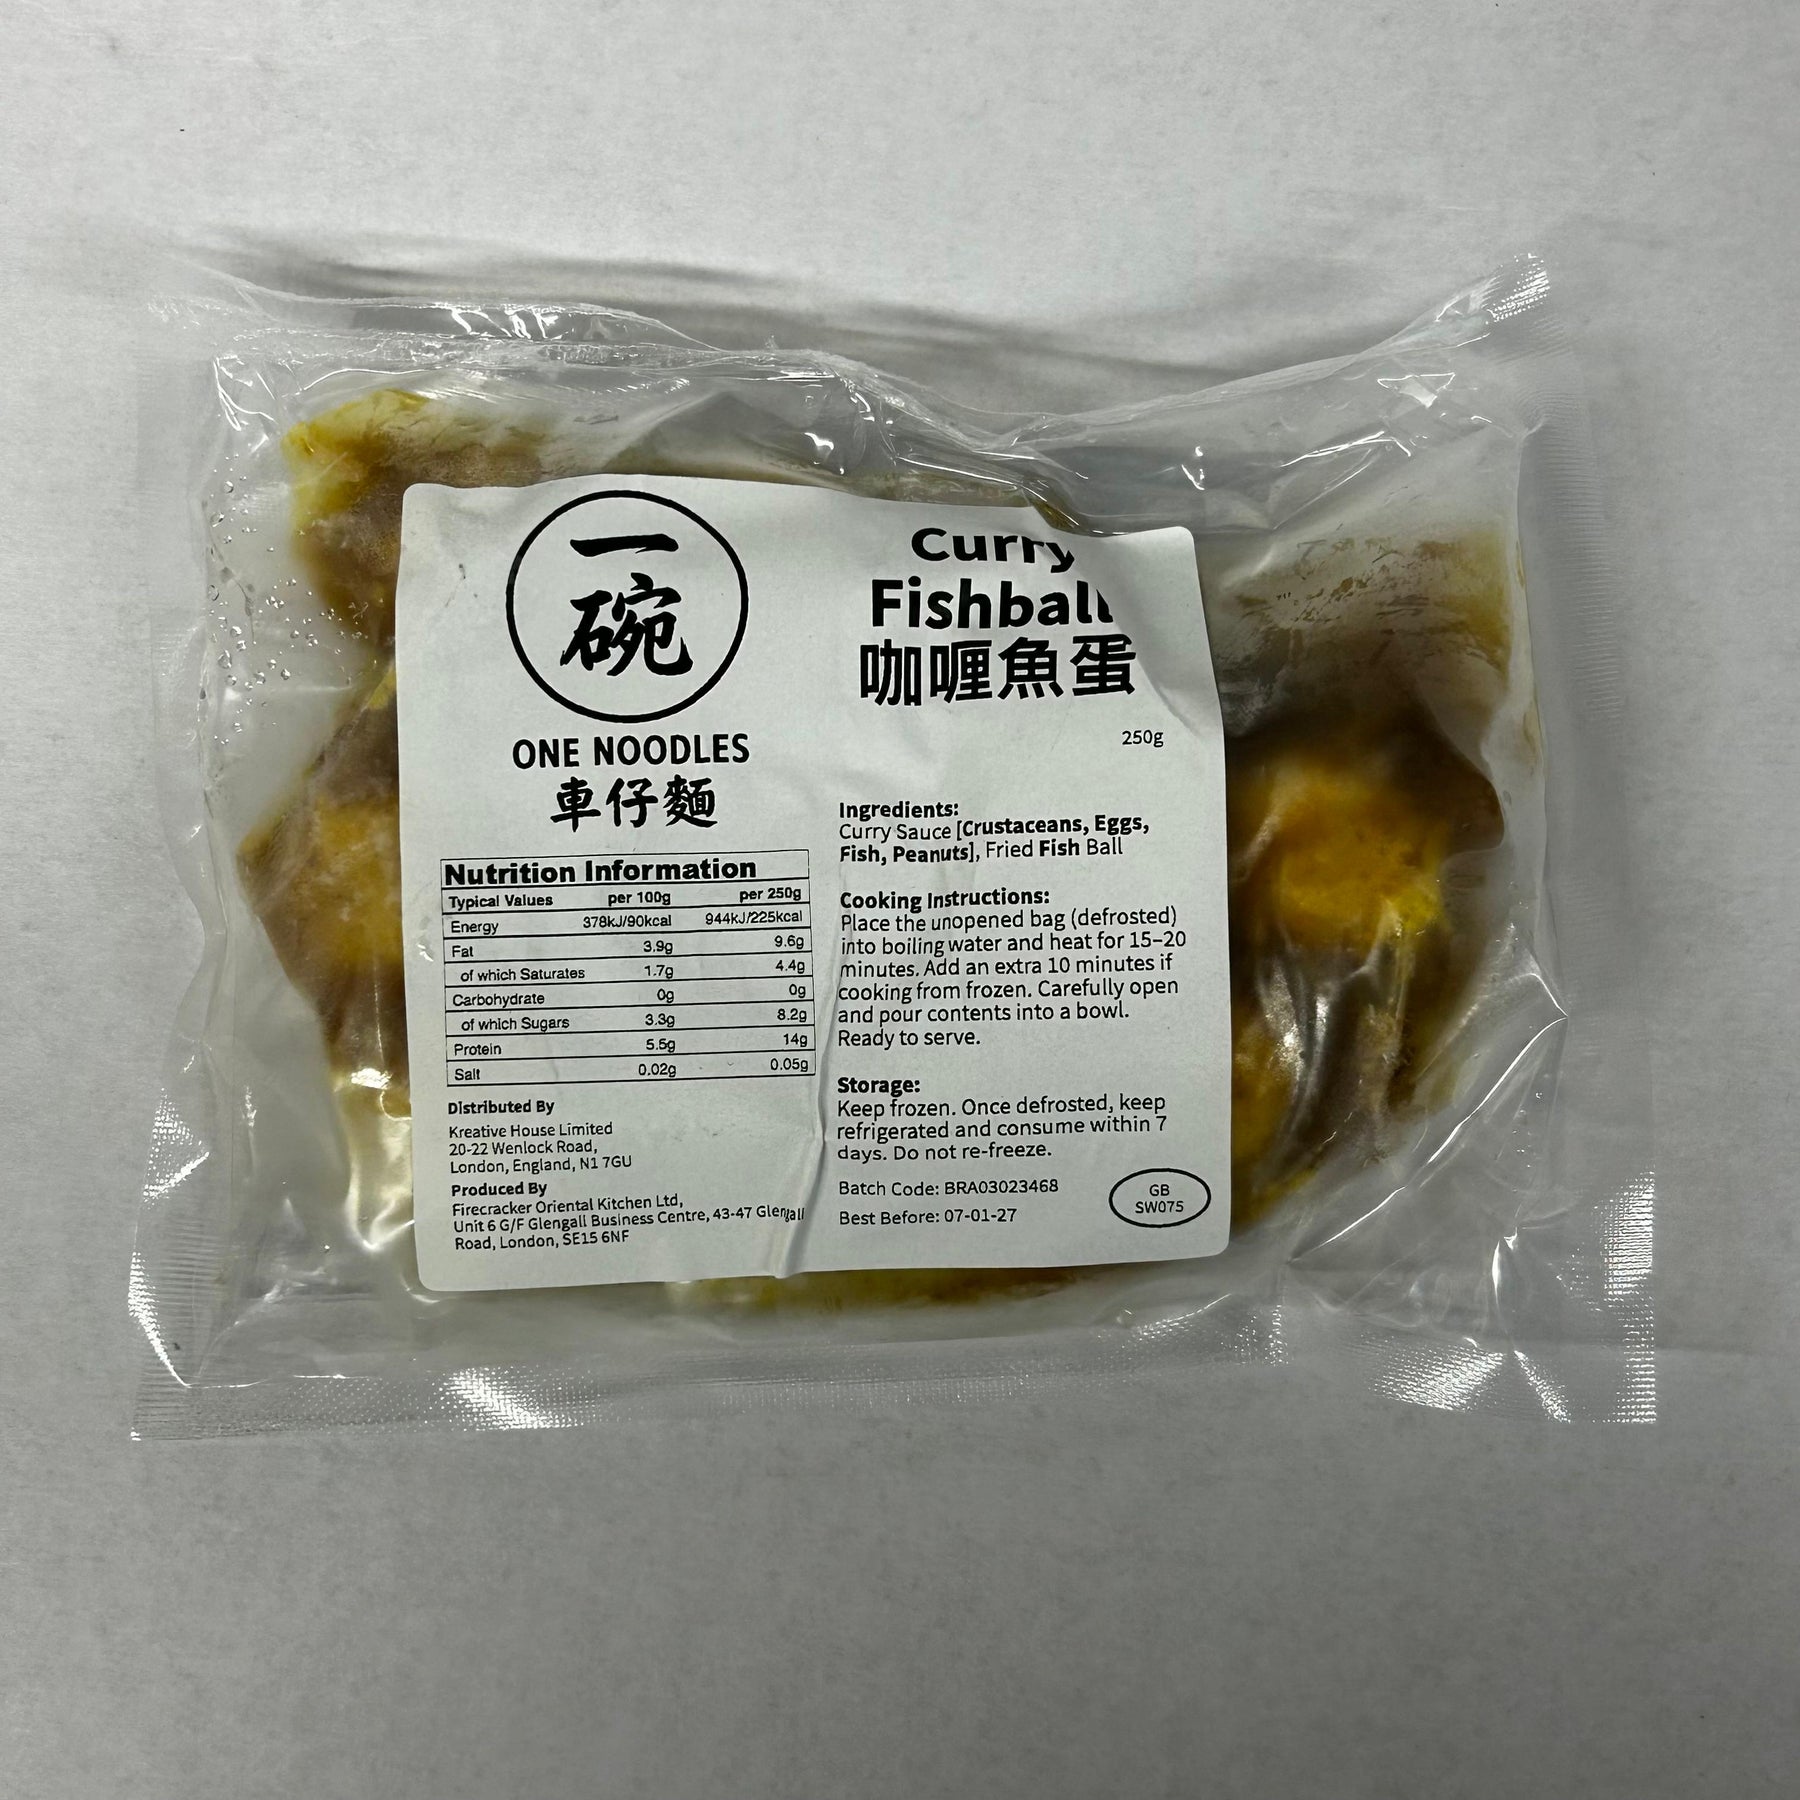 一
碗
ONE NOODLES
車仔麵
Nutrition Information
Typical Values per 100g per 250g
Energy 378kJ/90kcal 944kJ/225kcal
Fat 3.9g 9.6g
of which Saturates 1.7g 4.4g
Carbohydrate 0g 0g
of which Sugars 3.3g 8.2g
Protein 5.5g 14g
Salt 0.02g 0.05g
Distributed By
Kreative House Limited
20-22 Wenlock Road,
London, England, N1 7GU
Produced By
Firecracker Oriental Kitchen Ltd,
Unit 6 G/F Glengall Business Centre, 43-47 Glengall
Road, London, SE15 6NF
Curry
Fishball
咖喱魚蛋
250g
Ingredients:
Curry Sauce [Crustaceans, Eggs,
Fish, Peanuts], Fried Fish Ball
Cooking Instructions:
Place the unopened bag (defrosted)
into boiling water and heat for 15–20
minutes. Add an extra 10 minutes if
cooking from frozen. Carefully open
and pour contents into a bowl.
Ready to serve.
Storage:
Keep frozen. Once defrosted, keep
refrigerated and consume within 7
days. Do not re-freeze.
Batch Code: BRA03023468
Best Before: 07-01-27
GB
SW075